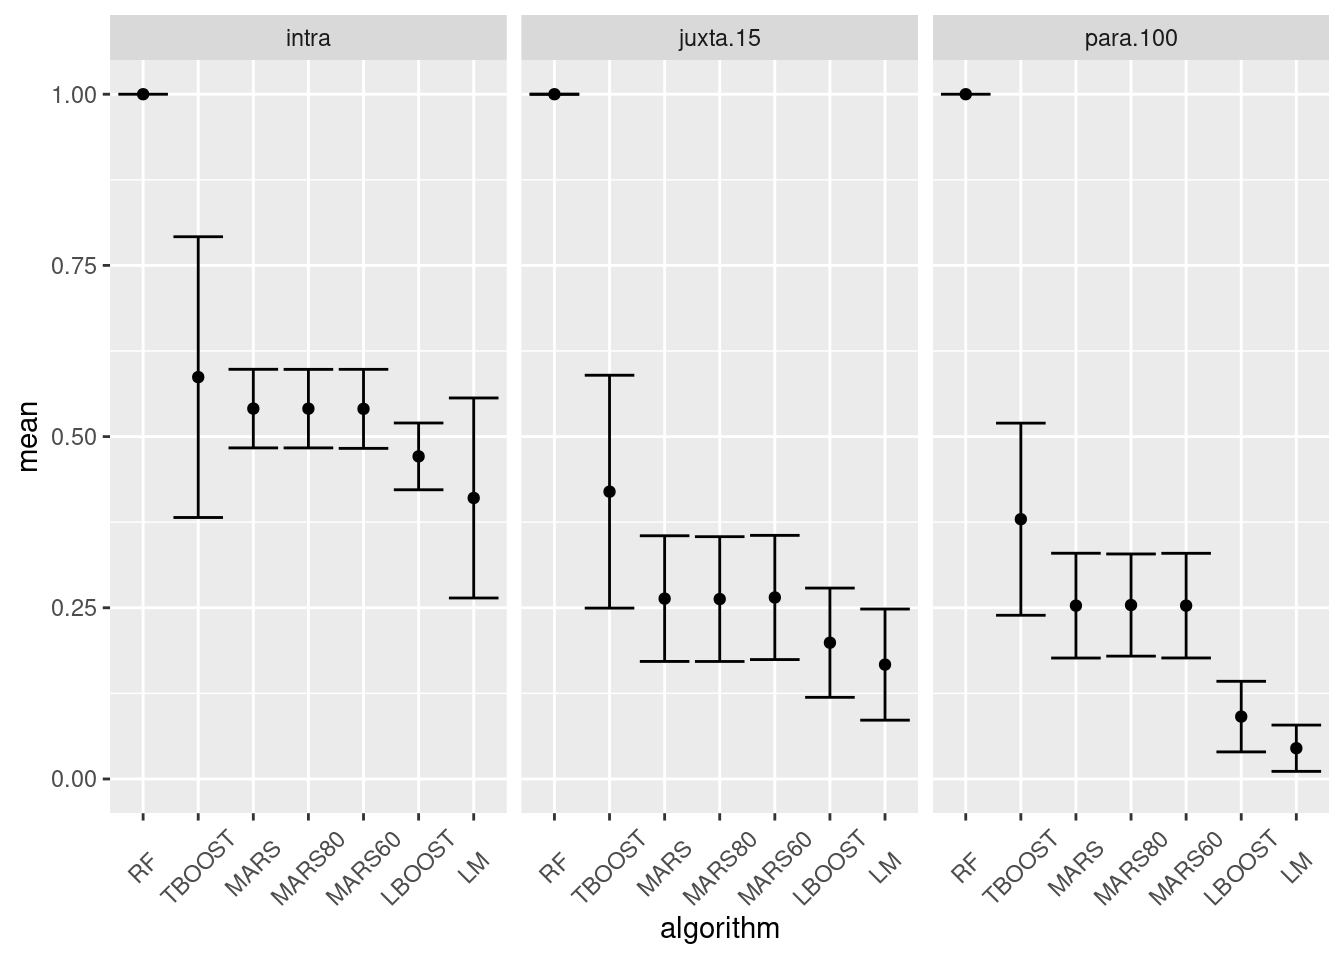 intra juxta.15 para.100
1.00
0.75
0.50
0.25
0.00
mean
RF TBOOST MARS MARS80 MARS60 LBOOST LM RF TBOOST MARS MARS80 MARS60 LBOOST LM RF TBOOST MARS MARS80 MARS60 LBOOST LM
algorithm